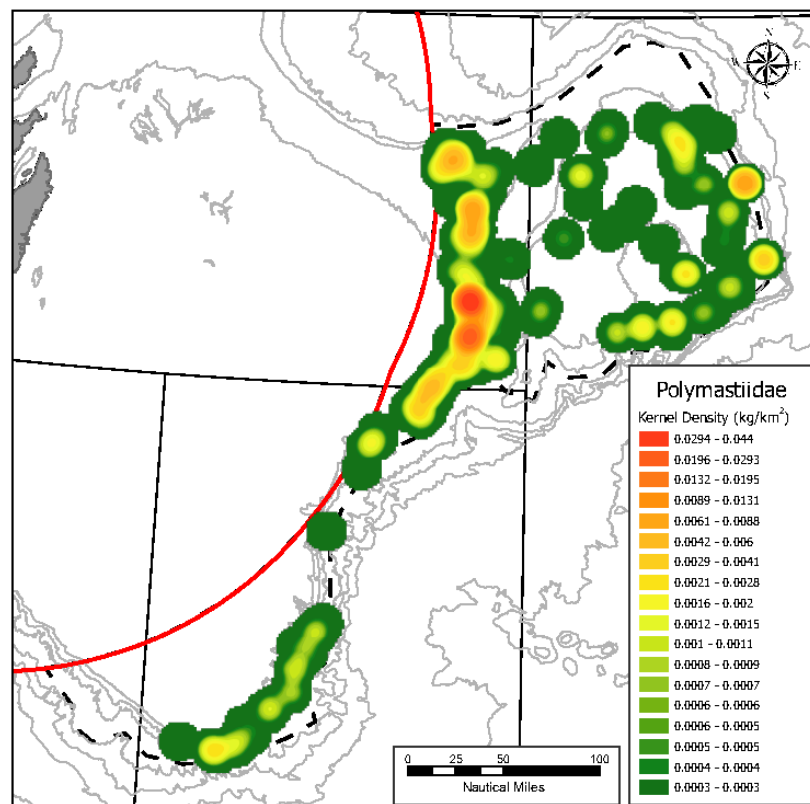 N
W E
S
Polymastiidae
Kernel Density (kg/km²)
0.0294 - 0.044
0.0196 - 0.0293
0.0132 - 0.0195
0.0089 - 0.0131
0.0061 - 0.0088
0.0042 - 0.006
0.0029 - 0.0041
0.0021 - 0.0028
0.0016 - 0.002
0.0012 - 0.0015
0.001 - 0.0011
0.0008 - 0.0009
0.0007 - 0.0007
0.0006 - 0.0006
0.0006 - 0.0005
0.0005 - 0.0005
0.0004 - 0.0004
0.0003 - 0.0003
0 25 50 100
Nautical Miles